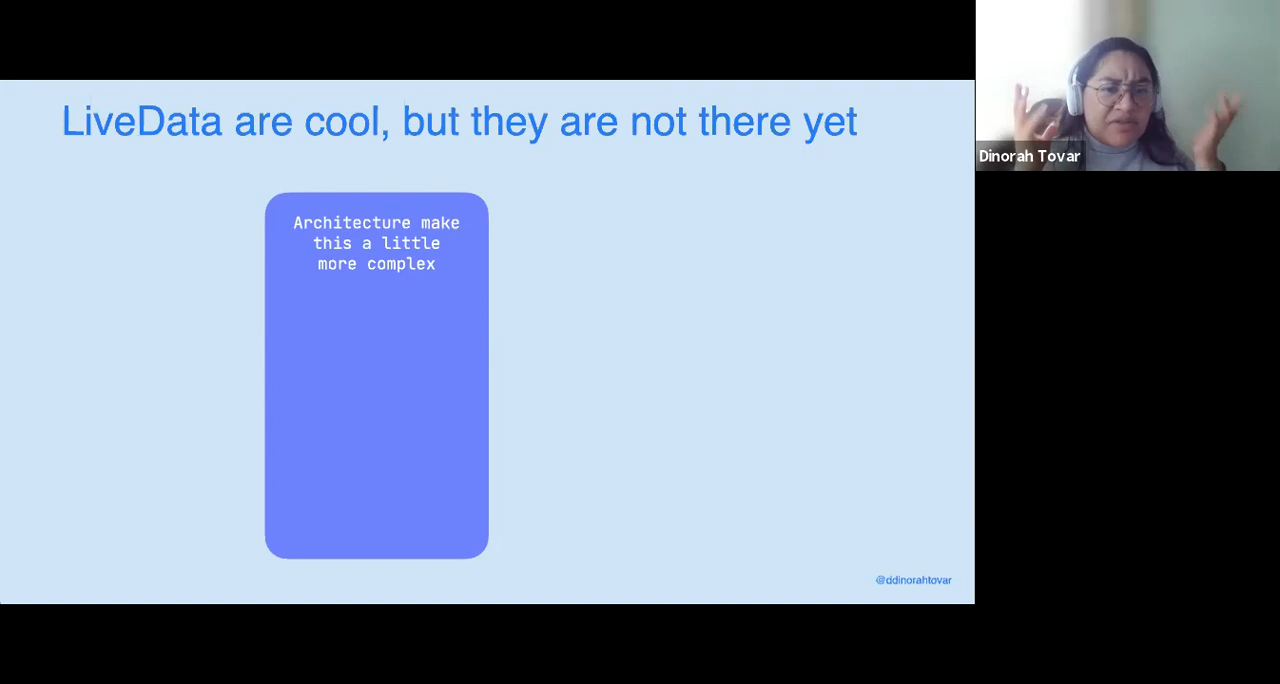 LiveData are cool, but they are not there yet
Architecture make
this a little
more complex
@ddinorahtovar
Dinorah Tovar